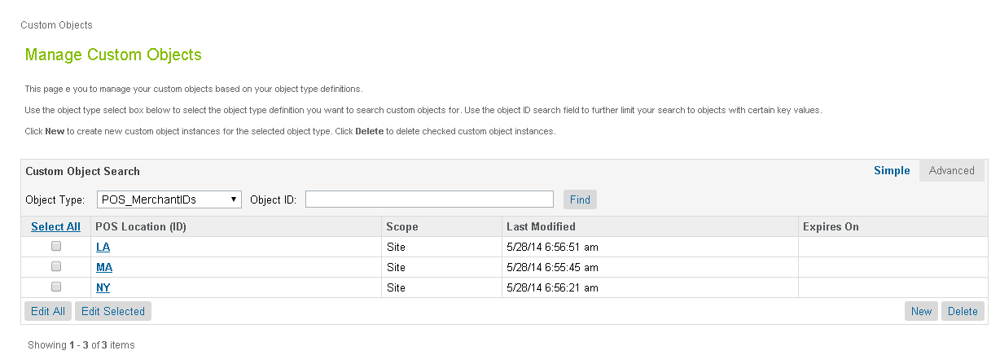 Custom Objects
Manage Custom Objects
This page e you to manage your custom objects based on your object type definitions.
Use the object type select box below to select the object type definition you want to search custom objects for. Use the object ID search field to further limit your search to objects with certain key values.
Click New to create new custom object instances for the selected object type. Click Delete to delete checked custom object instances.
Custom Object Search Simple Advanced
Object Type: POS_MerchantIDs Object ID: Find
Select All POS Location (ID) Scope Last Modified Expires On
LA Site 5/28/14 6:56:51 am
MA Site 5/28/14 6:55:45 am
NY Site 5/28/14 6:56:21 am
Edit All Edit Selected New Delete
Showing 1 - 3 of 3 items